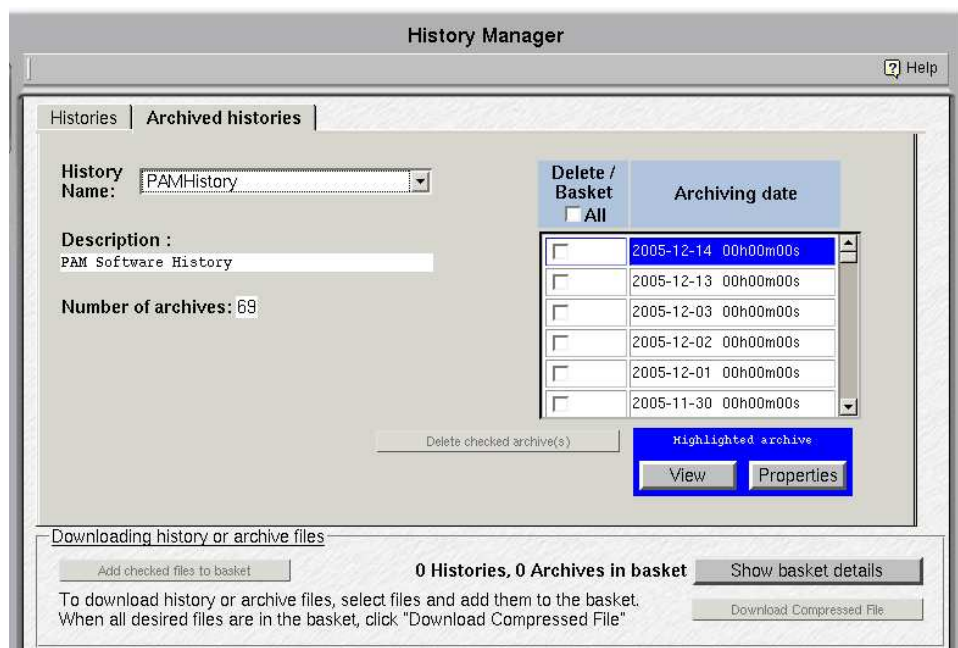 History Manager
Help
Histories
Archived histories
History
Name:
PAMHistory
Description :
PAM Software History
Number of archives: 69
Delete /
Basket
All
Archiving date
2005-12-14 00h00m00s
2005-12-13 00h00m00s
2005-12-03 00h00m00s
2005-12-02 00h00m00s
2005-12-01 00h00m00s
2005-11-30 00h00m00s
Delete checked archive(s)
Highlighted archive
View
Properties
Downloading history or archive files
Add checked files to basket
0 Histories, 0 Archives in basket
Show basket details
To download history or archive files, select files and add them to the basket.
When all desired files are in the basket, click "Download Compressed File"
Download Compressed File